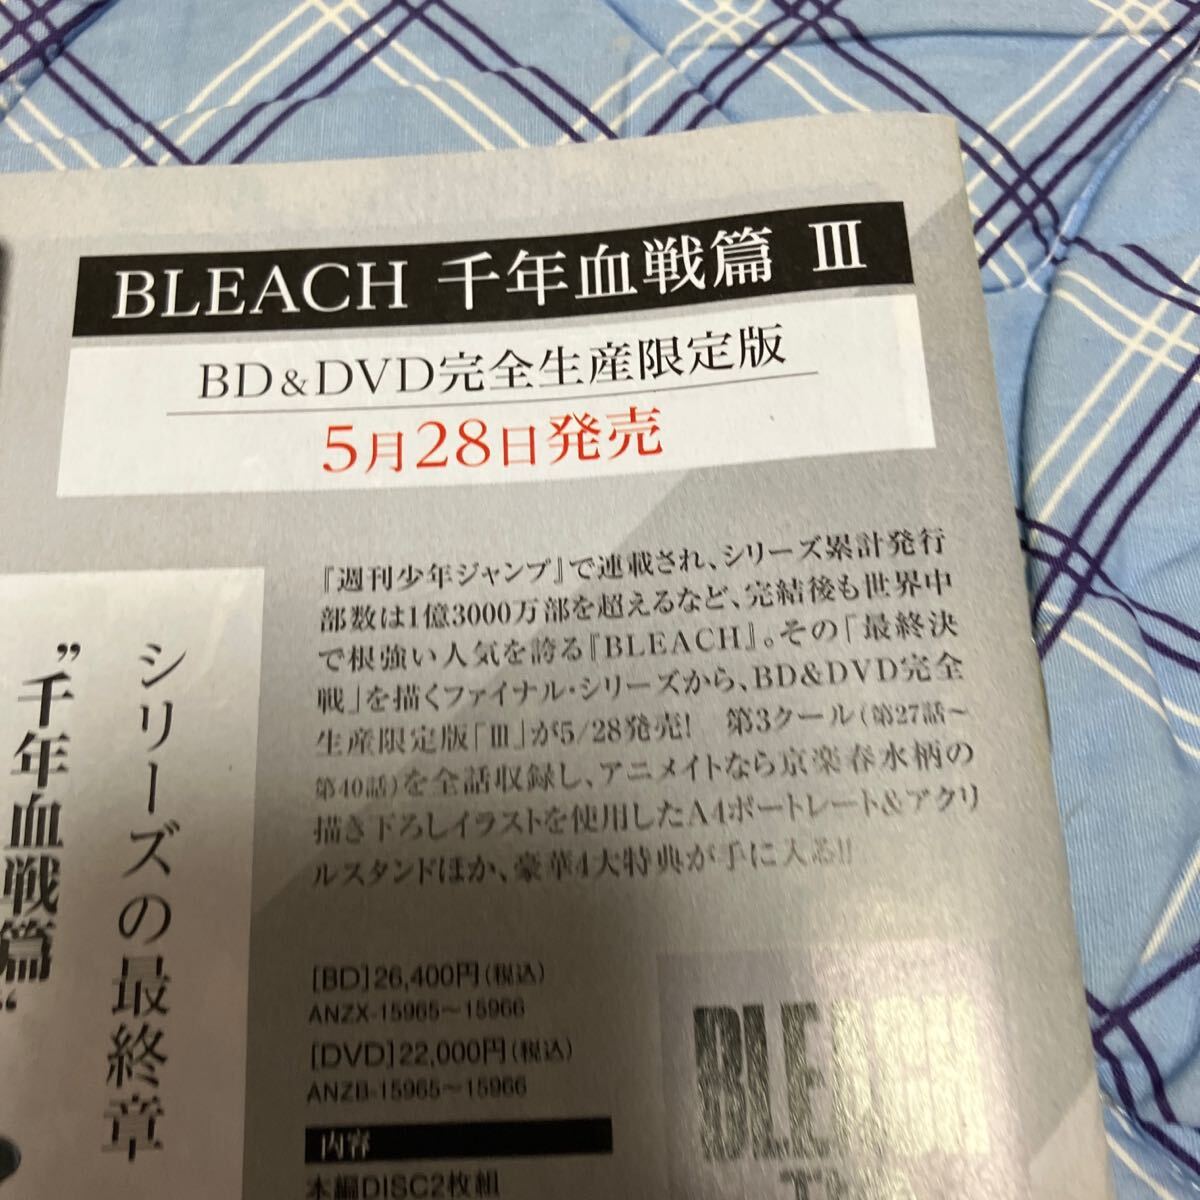 BLEACH 千年血戦篇 III
BD&DVD完全生産限定版
5月28日発売
『週刊少年ジャンプ』で連載され、シリーズ累計発行
部数は1億3000万部を超えるなど、完結後も世界中
で根強い人気を誇る『BLEACH』。その「最終決
戦」を描くファイナル・シリーズから、BD&DVD完全
生産限定版「III」が5/28発売! 第3クール(第27話〜
第40話)を全話収録し、アニメイトなら京楽春水柄の
描き下ろしイラストを使用したA4ポートレート&アクリ
ルスタンドほか、豪華4大特典が手に入る!!
シリーズの最終章
"千年血戦篇"
[BD]26,400円(税込)
ANZX-15965〜15966
[DVD]22,000円(税込)
ANZB-15965〜15966
内容
本編DISC2枚組
BLEACH